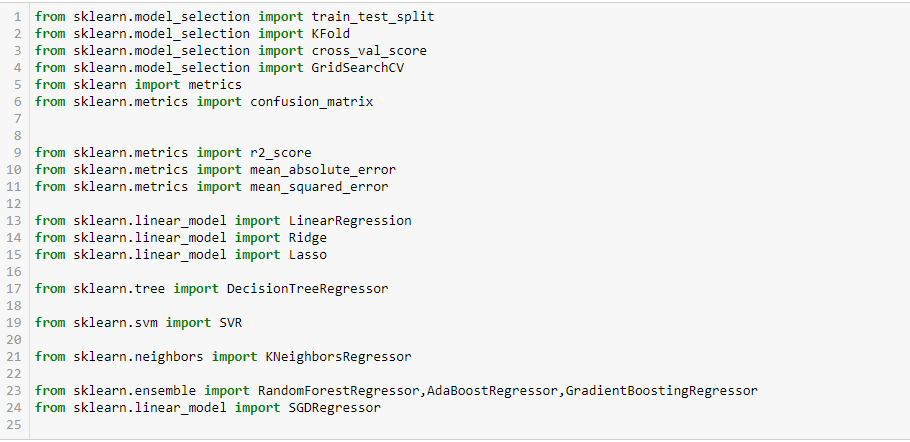 1 from sklearn.model_selection import train_test_split
2 from sklearn.model_selection import KFold
3 from sklearn.model_selection import cross_val_score
4 from sklearn.model_selection import GridSearchCV
5 from sklearn import metrics
6 from sklearn.metrics import confusion_matrix
7
8
9 from sklearn.metrics import r2_score
10 from sklearn.metrics import mean_absolute_error
11 from sklearn.metrics import mean_squared_error
12
13 from sklearn.linear_model import LinearRegression
14 from sklearn.linear_model import Ridge
15 from sklearn.linear_model import Lasso
16
17 from sklearn.tree import DecisionTreeRegressor
18
19 from sklearn.svm import SVR
20
21 from sklearn.neighbors import KNeighborsRegressor
22
23 from sklearn.ensemble import RandomForestRegressor,AdaBoostRegressor,GradientBoostingRegressor
24 from sklearn.linear_model import SGDRegressor
25